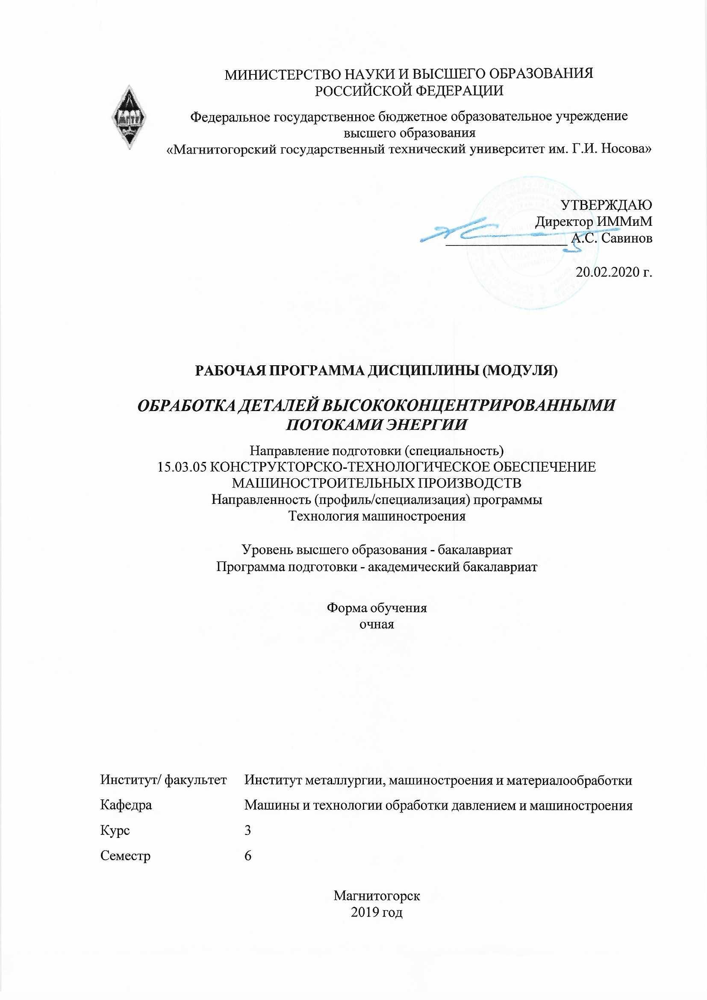 МИНИСТЕРСТВО НАУКИ И ВЫСШЕГО ОБРАЗОВАНИЯ
РОССИЙСКОЙ ФЕДЕРАЦИИ
Федеральное государственное бюджетное образовательное учреждение
высшего образования
«Магнитогорский государственный технический университет им. Г.И. Носова»
УТВЕРЖДАЮ
Директор ИММиМ
А.С. Савинов
20.02.2020 г.
РАБОЧАЯ ПРОГРАММА ДИСЦИПЛИНЫ (МОДУЛЯ)
ОБРАБОТКА ДЕТАЛЕЙ ВЫСОКОКОНЦЕНТРИРОВАННЫМИ
ПОТОКАМИ ЭНЕРГИИ
Направление подготовки (специальность)
15.03.05 КОНСТРУКТОРСКО-ТЕХНОЛОГИЧЕСКОЕ ОБЕСПЕЧЕНИЕ
МАШИНОСТРОИТЕЛЬНЫХ ПРОИЗВОДСТВ
Направленность (профиль/специализация) программы
Технология машиностроения
Уровень высшего образования - бакалавриат
Программа подготовки - академический бакалавриат
Форма обучения
очная
Институт/ факультет Институт металлургии, машиностроения и материалообработки
Кафедра Машины и технологии обработки давлением и машиностроения
Курс 3
Семестр 6
Магнитогорск
2019 год